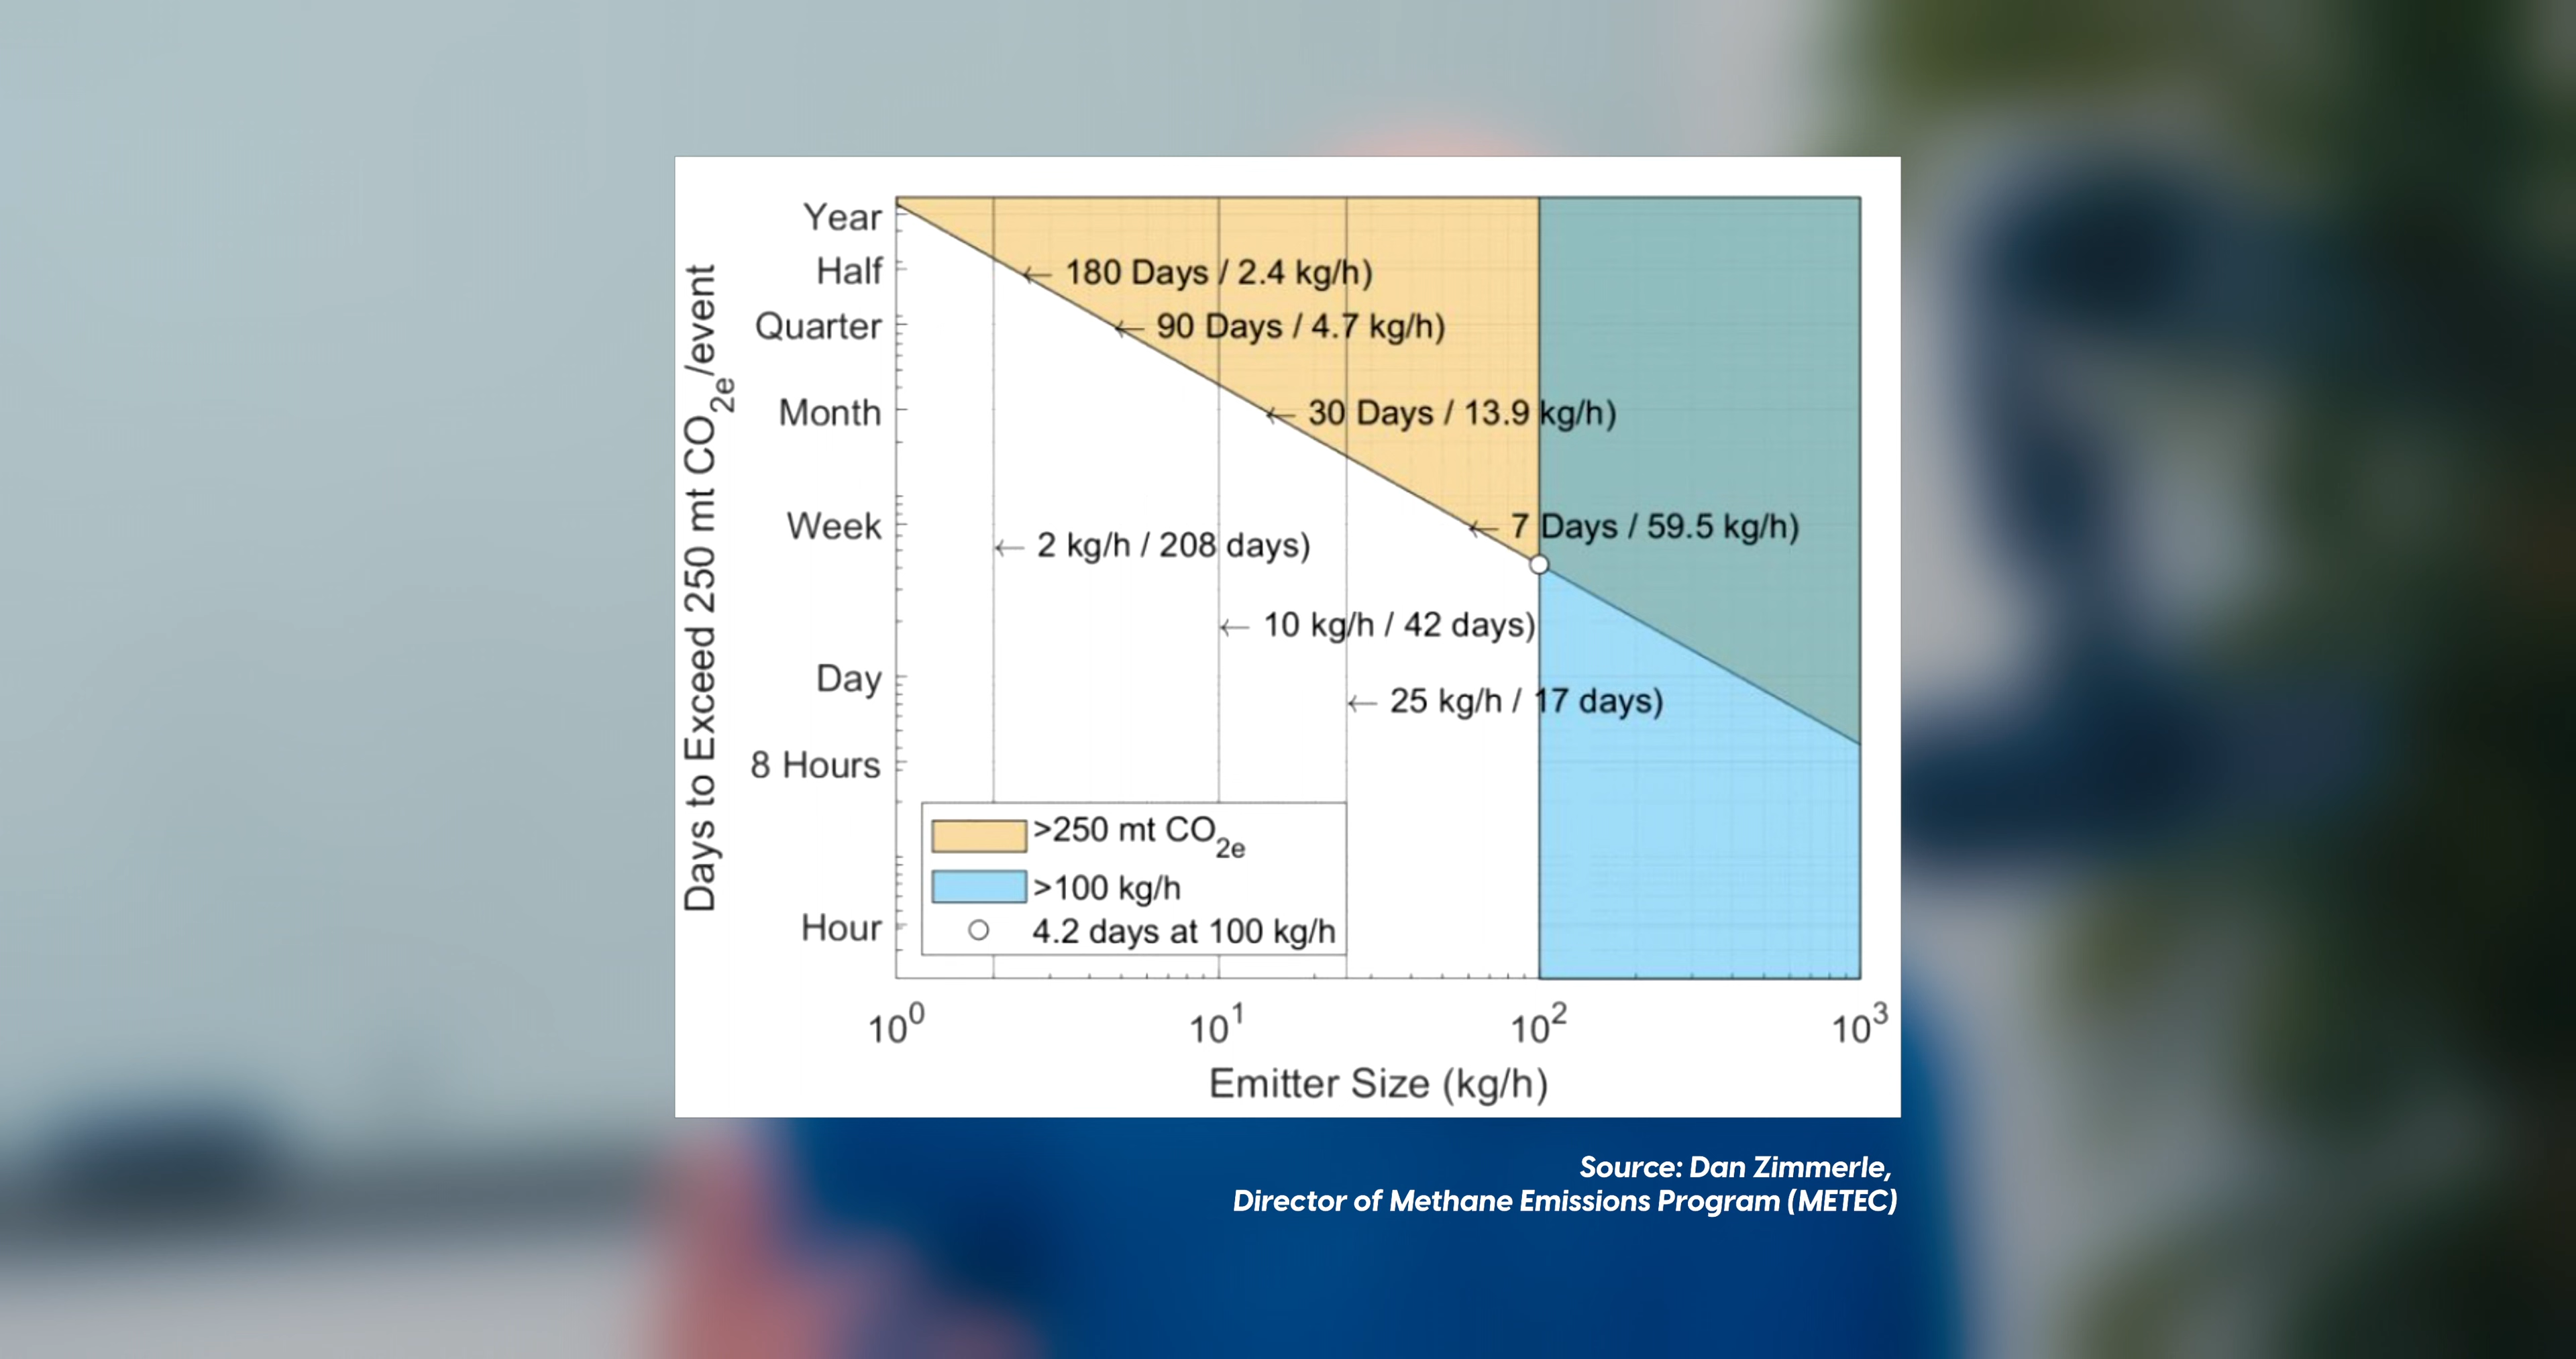 Days to Exceed 250 mt CO2e/event
Year
Half
Quarter
Month
Week
Day
8 Hours
Hour
← 180 Days / 2.4 kg/h)
← 90 Days / 4.7 kg/h)
← 30 Days / 13.9 kg/h)
← 7 Days / 59.5 kg/h)
← 2 kg/h / 208 days)
← 10 kg/h / 42 days)
← 25 kg/h / 17 days)
>250 mt CO2e
>100 kg/h
4.2 days at 100 kg/h
10^0 10^1 10^2 10^3
Emitter Size (kg/h)
Source: Dan Zimmerle,
Director of Methane Emissions Program (METEC)